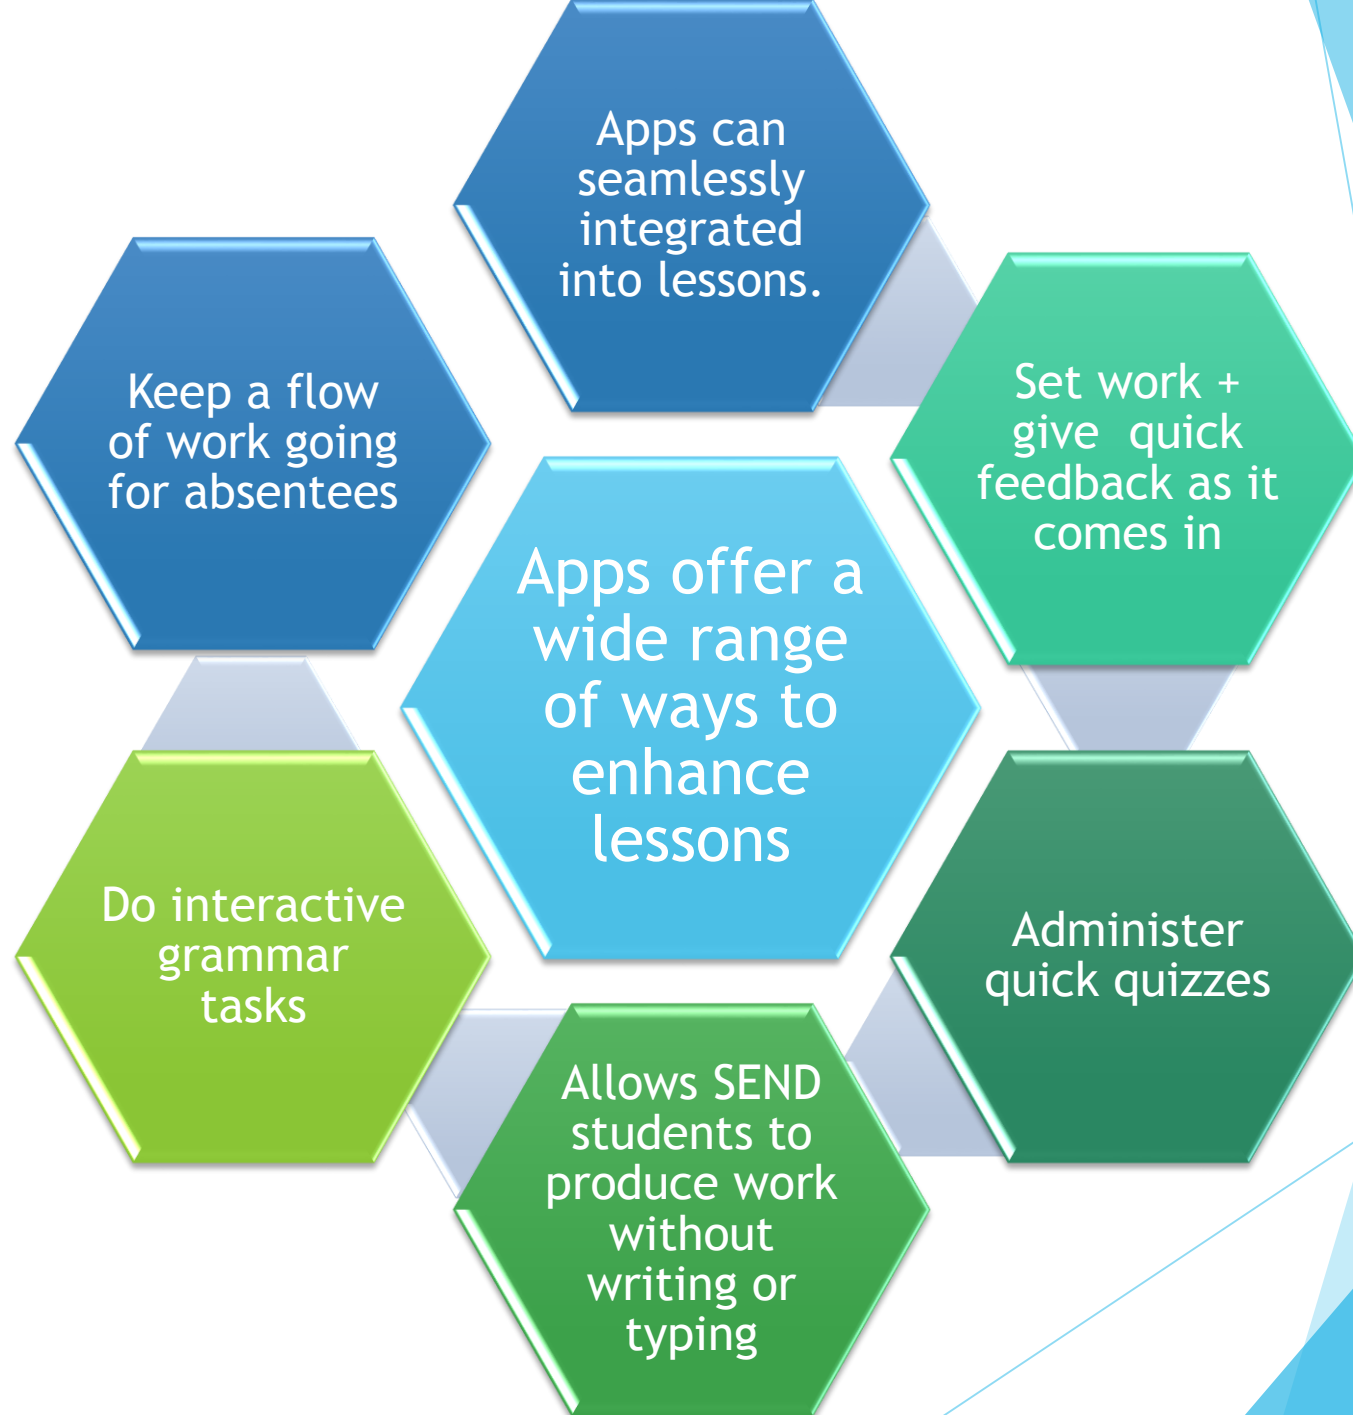 Apps can
seamlessly
integrated
into lessons.
Set work +
give  quick
feedback as it
comes in
Administer
quick quizzes
Allows SEND
students to
produce work
without
writing or
typing
Do interactive
grammar
tasks
Keep a flow
of work going
for absentees
Apps offer a
wide range
of ways to
enhance
lessons